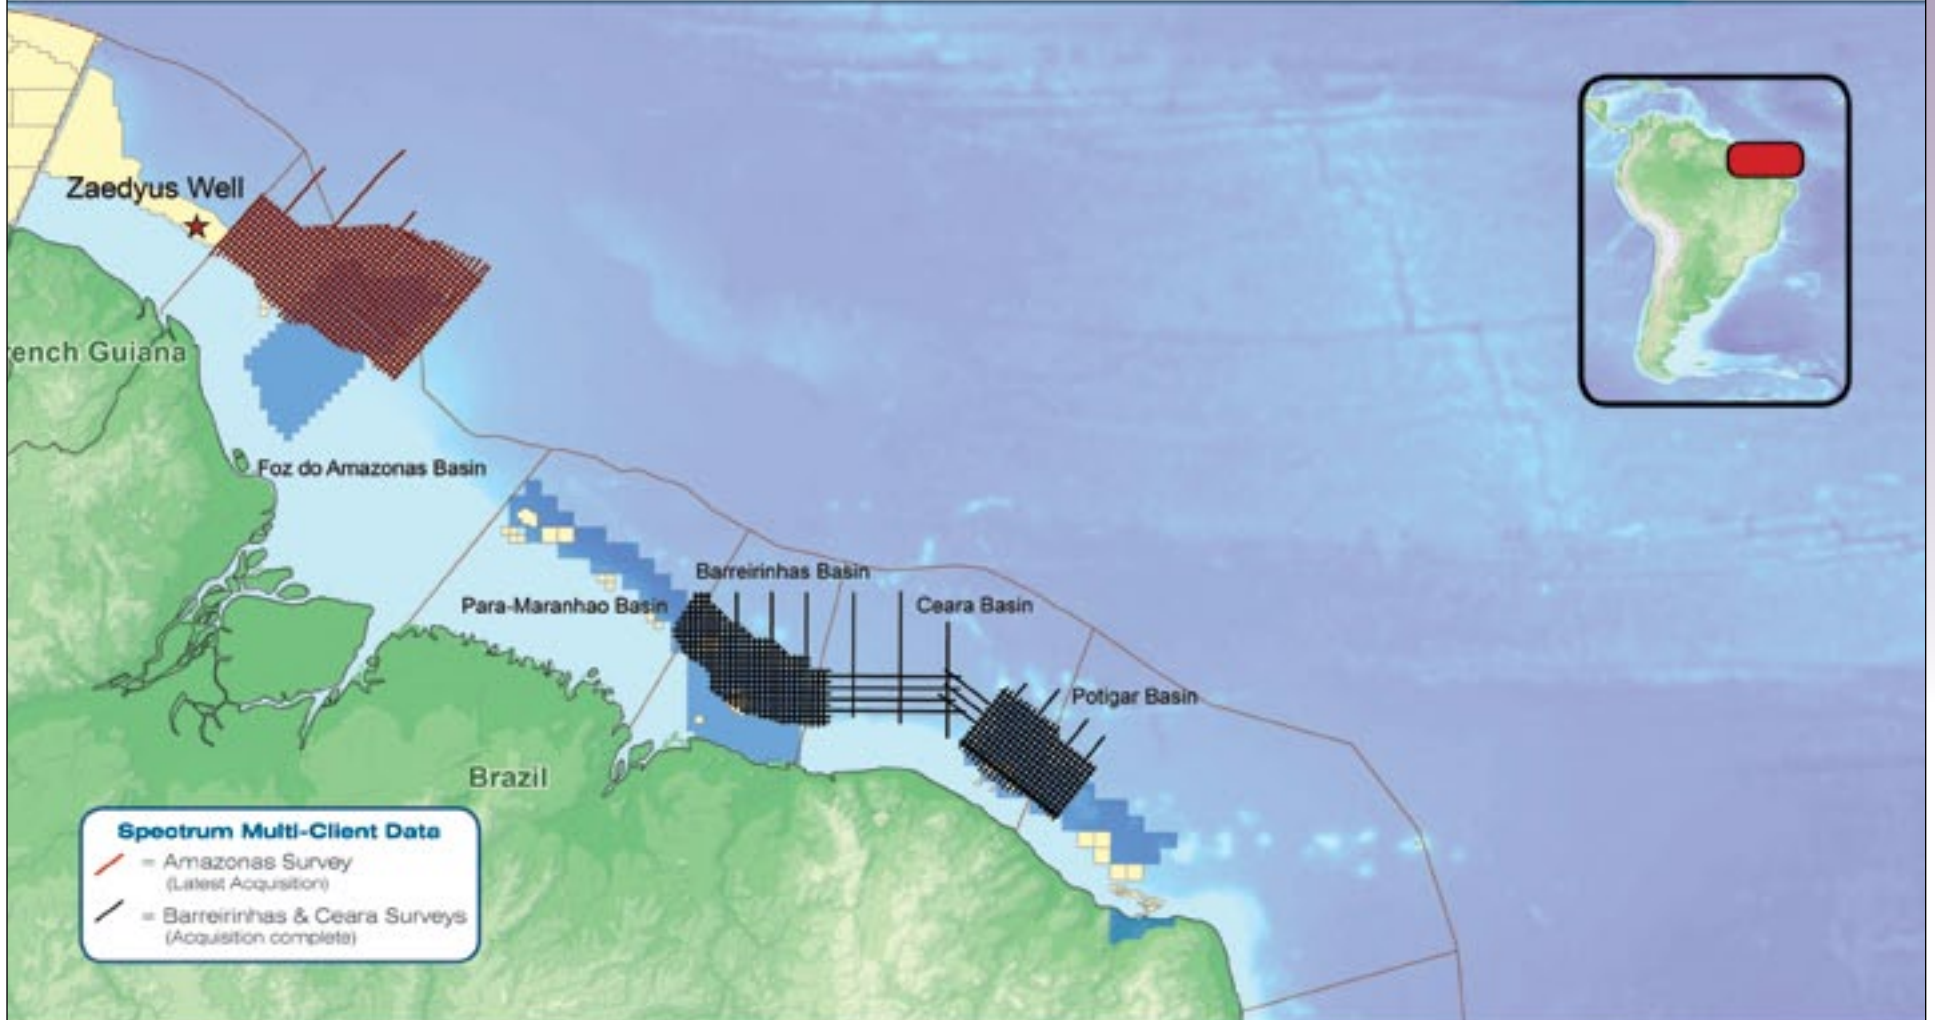 Zaedyus Well
rench Guiana
Foz do Amazonas Basin
Barreirinhas Basin
Para-Maranhao Basin
Ceara Basin
Potigar Basin
Brazil
Spectrum Multi-Client Data
= Amazonas Survey
(Latest Acquisition)
= Barreirinhas & Ceara Surveys
(Acquisition complete)